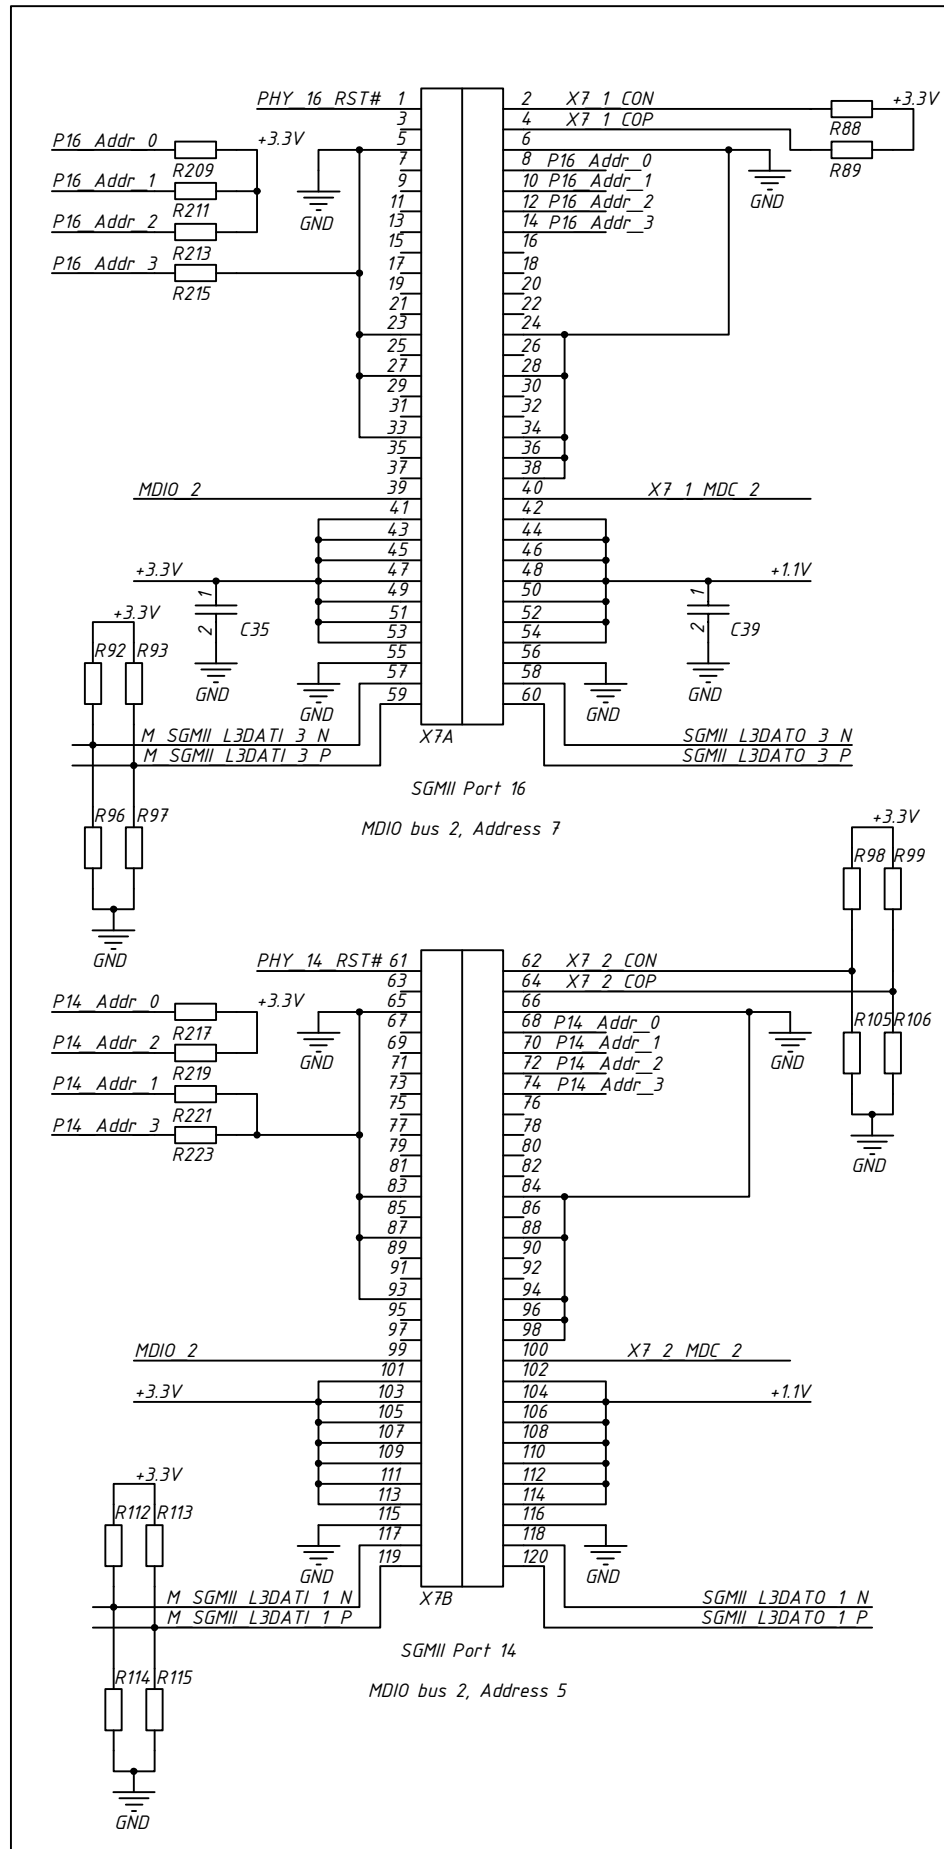 PHY_16_RST# 1 2 X7_1_CON +3.3V
3 4 X7_1_COP R88
P16_Addr_0 +3.3V 5 6 R89
R209 7 8 P16_Addr_0
P16_Addr_1 9 10 P16_Addr_1 GND
R211 GND 11 12 P16_Addr_2
P16_Addr_2 13 14 P16_Addr_3
R213 15 16
P16_Addr_3 17 18
R215 19 20
21 22
23 24
25 26
27 28
29 30
31 32
33 34
35 36
37 38
MDIO_2 39 40 X7_1_MDC_2
41 42
43 44
45 46
+3.3V 47 48 +1.1V
1 49 50 1
+3.3V 2 C35 51 52 2 C39
53 54
R92 R93 55 56
GND 57 58 GND
GND 59 60 GND
M_SGMII_L3DATI_3_N X7A SGMII_L3DATO_3_N
M_SGMII_L3DATI_3_P SGMII_L3DATO_3_P
SGMII Port 16
R96 R97 MDIO bus 2, Address 7 +3.3V
R98 R99
GND
PHY_14_RST# 61 62 X7_2_CON
63 64 X7_2_COP
P14_Addr_0 +3.3V 65 66
R217 67 68 P14_Addr_0 R105 R106
P14_Addr_2 69 70 P14_Addr_1
R219 GND 71 72 P14_Addr_2 GND
P14_Addr_1 73 74 P14_Addr_3
R221 75 76
P14_Addr_3 77 78
R223 79 80
81 82 GND
83 84
85 86
87 88
89 90
91 92
93 94
95 96
97 98
MDIO_2 99 100 X7_2_MDC_2
101 102
+3.3V 103 104 +1.1V
105 106
107 108
109 110
+3.3V 111 112
113 114
R112 R113 115 116
117 118
GND 119 120 GND
M_SGMII_L3DATI_1_N X7B SGMII_L3DATO_1_N
M_SGMII_L3DATI_1_P SGMII_L3DATO_1_P
SGMII Port 14
R114 R115 MDIO bus 2, Address 5
GND